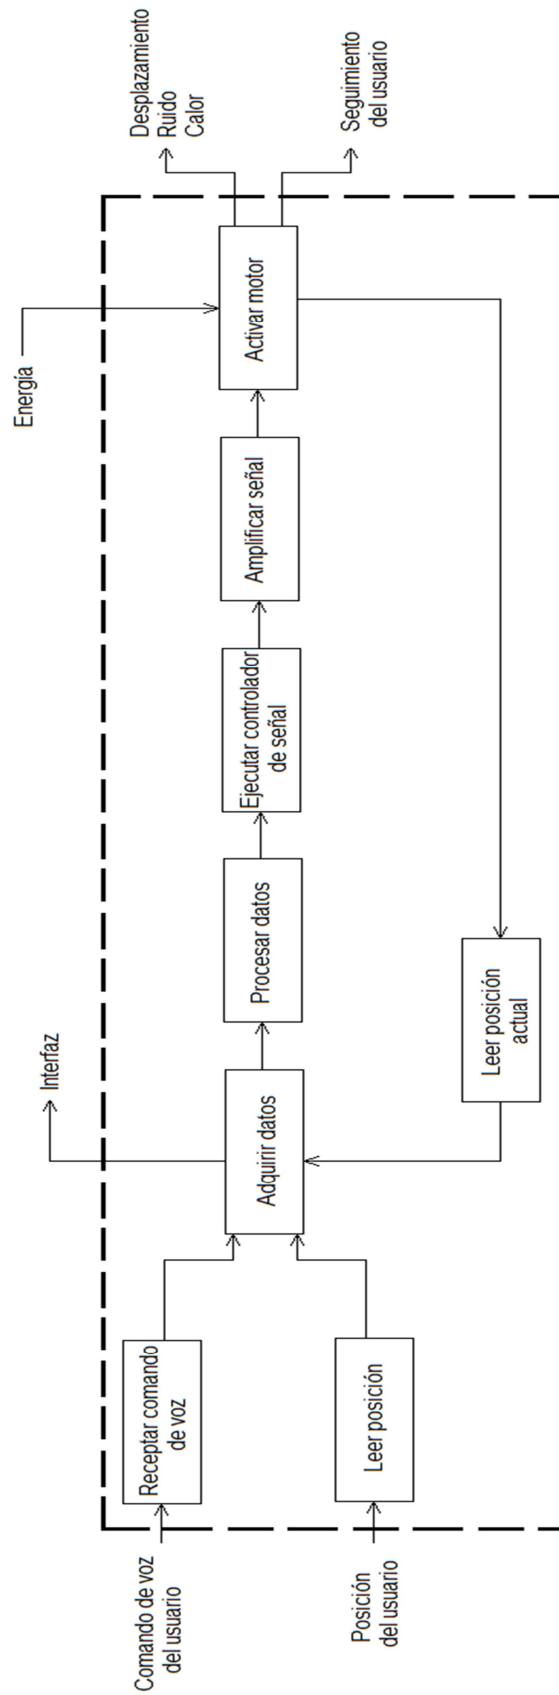 Comando de voz
del usuario
Posición
del usuario
Receptar comando
de voz
Leer posición
Interfaz
Adquirir datos
Procesar datos
Ejecutar controlador
de señal
Amplificar señal
Energía
Activar motor
Desplazamiento
Ruido
Calor
Seguimiento
del usuario
Leer posición
actual